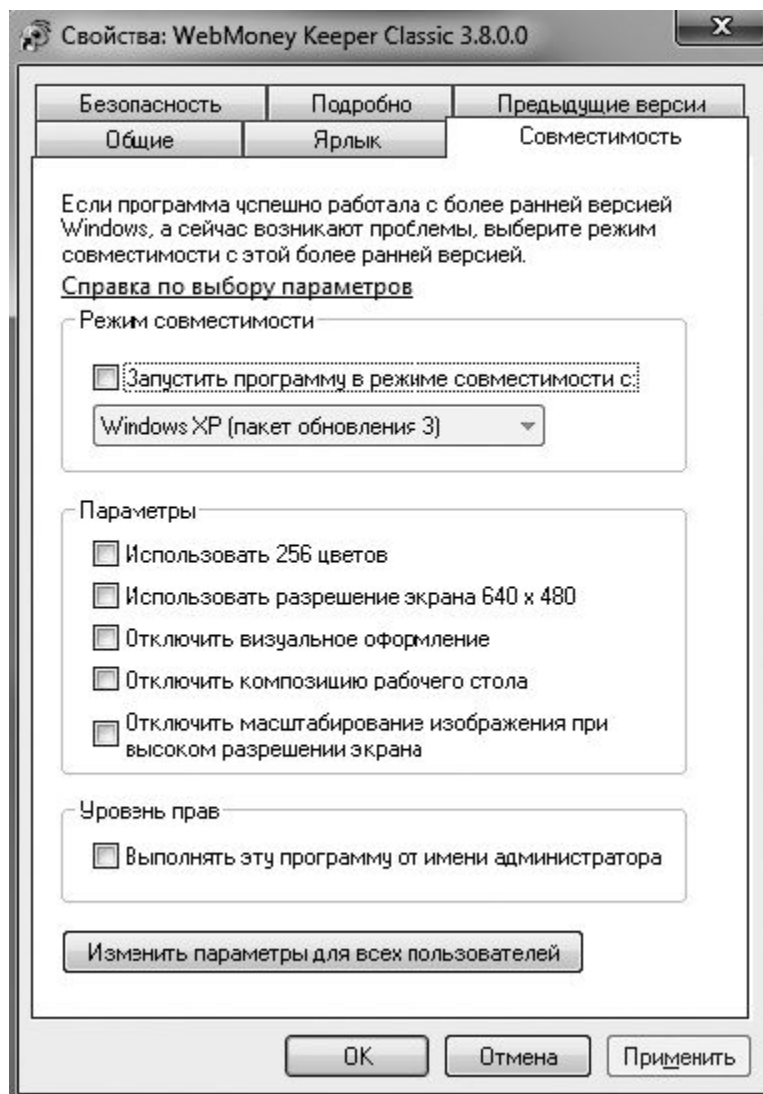 Свойства: WebMoney Keeper Classic 3.8.0.0
x
Безопасность Подробно Предыдущие версии
Общие Ярлык Совместимость
Если программа успешно работала с более ранней версией
Windows, а сейчас возникают проблемы, выберите режим
совместимости с этой более ранней версией.
Справка по выбору параметров
Режим совместимости
Запустить программу в режиме совместимости с:
Windows XP (пакет обновления 3)
Параметры
Использовать 256 цветов
Использовать разрешение экрана 640 x 480
Отключить визуальное оформление
Отключить композицию рабочего стола
Отключить масштабирование изображения при
высоком разрешении экрана
Уровень прав
Выполнять эту программу от имени администратора
Изменить параметры для всех пользователей
OK Отмена Применить